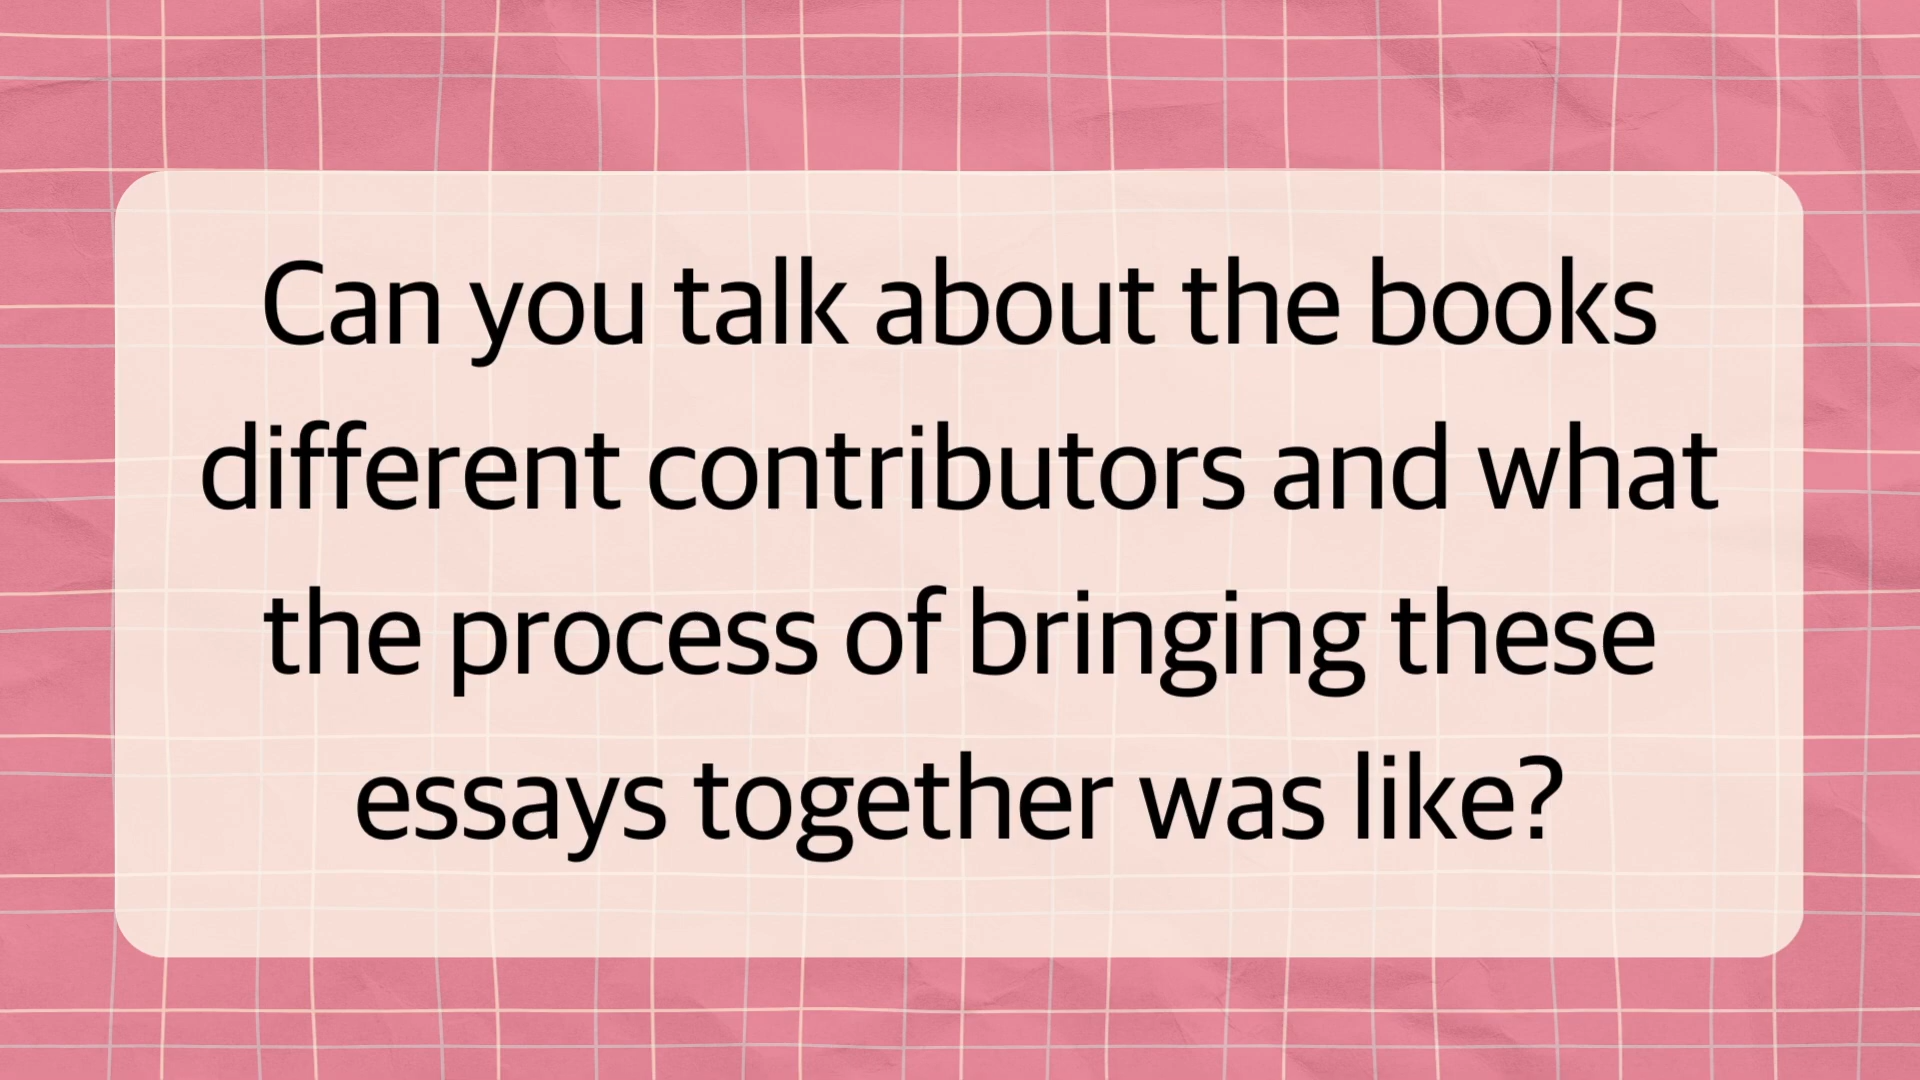 Can you talk about the books
different contributors and what
the process of bringing these
essays together was like?